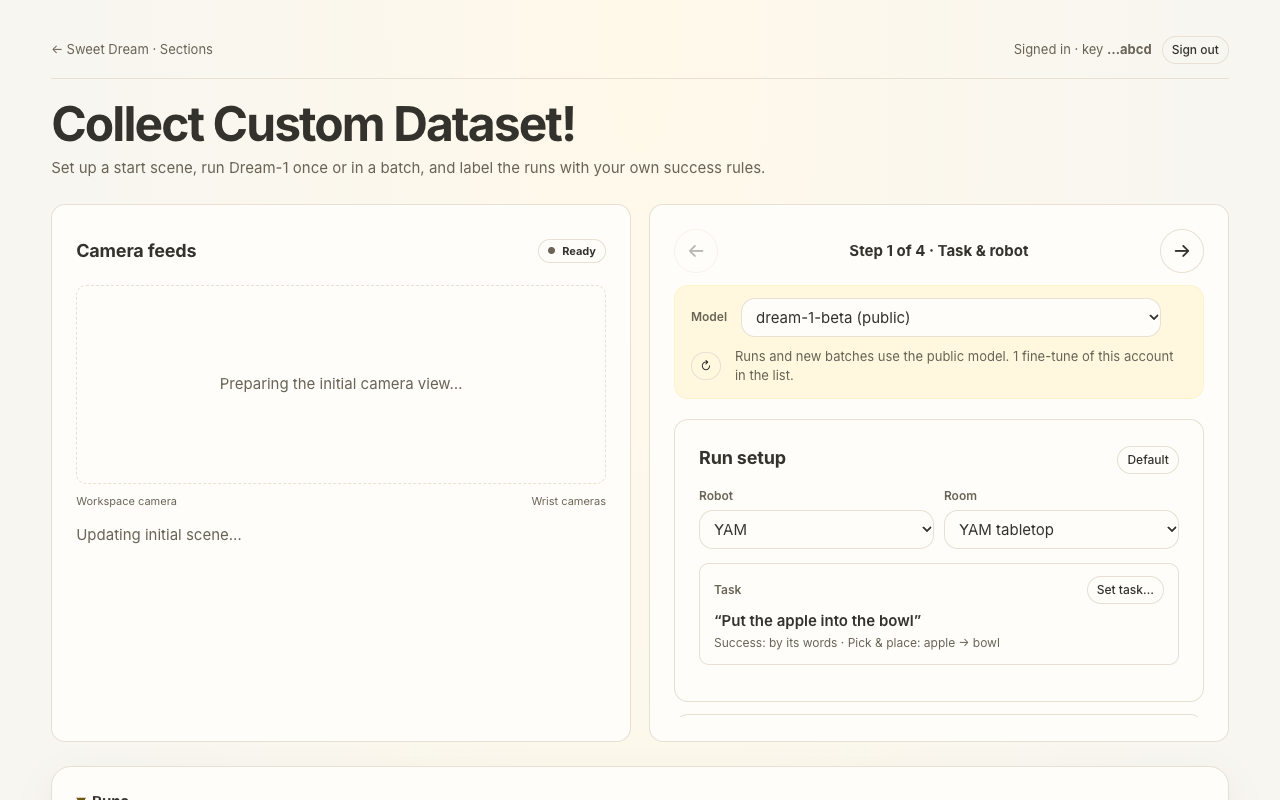 ← Sweet Dream · Sections
Signed in · key …abcd
Sign out
Collect Custom Dataset!
Set up a start scene, run Dream-1 once or in a batch, and label the runs with your own success rules.
Camera feeds
Ready
Preparing the initial camera view…
Workspace camera
Wrist cameras
Updating initial scene…
←
Step 1 of 4 · Task & robot
→
Model
dream-1-beta (public)
↻
Runs and new batches use the public model. 1 fine-tune of this account
in the list.
Run setup
Default
Robot
Room
YAM
YAM tabletop
Task
Set task…
“Put the apple into the bowl”
Success: by its words · Pick & place: apple → bowl
Runs